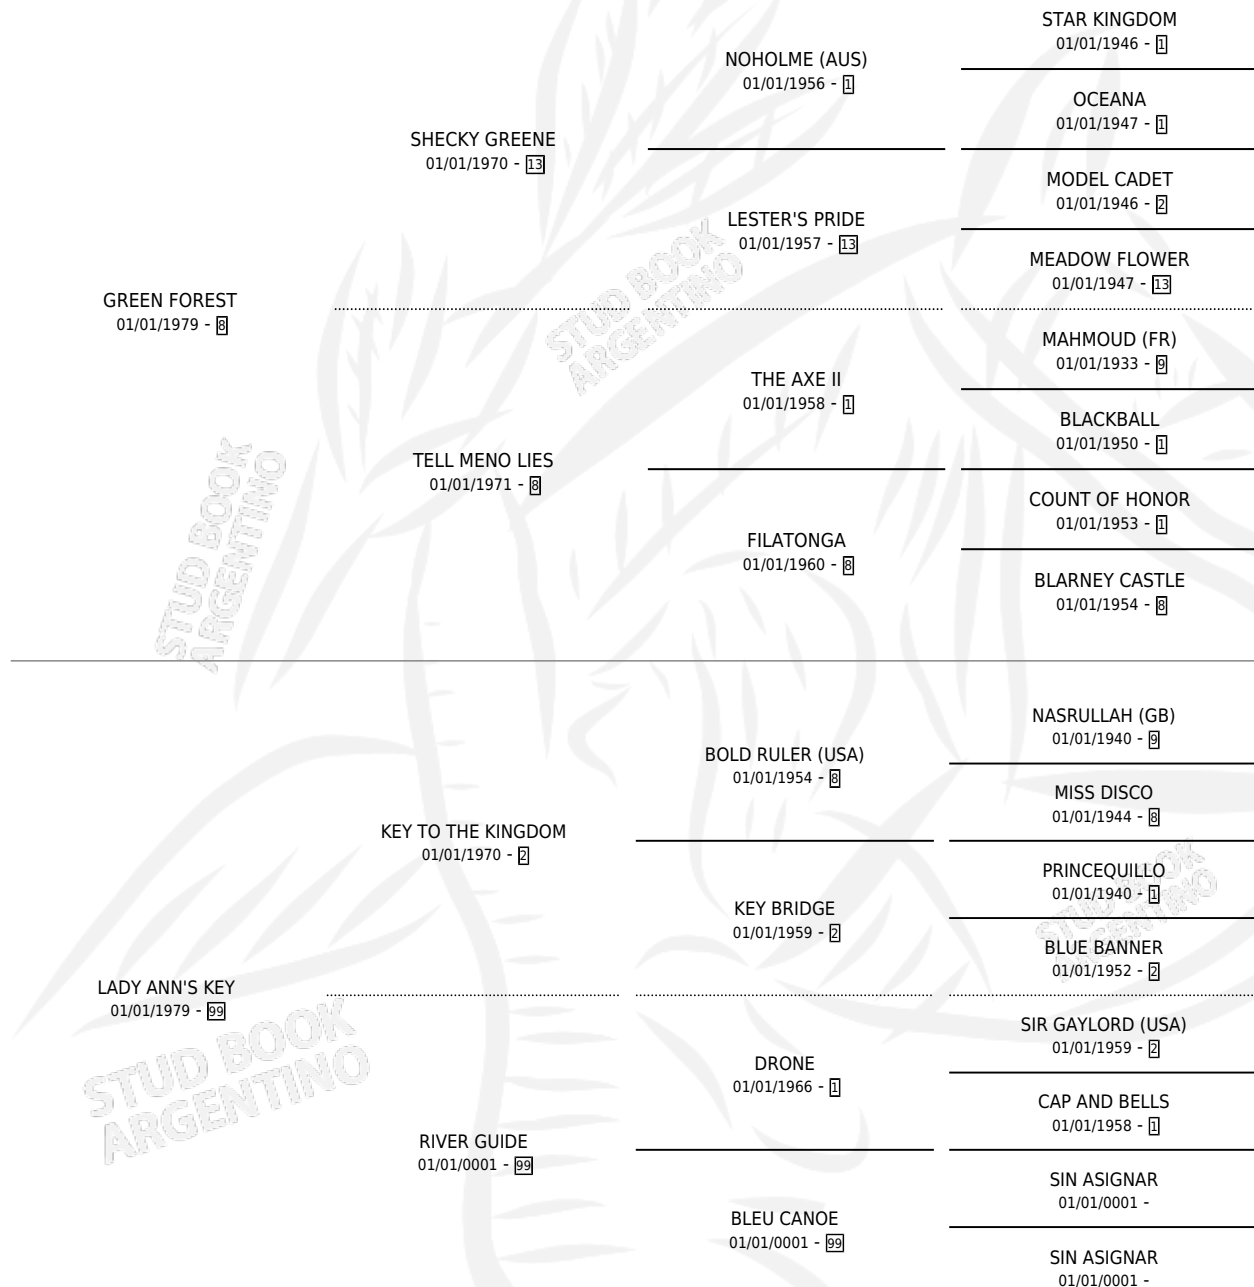 STAR KINGDOM
01/01/1946 - 1
NOHOLME (AUS)
01/01/1956 - 1
OCEANA
01/01/1947 - 1
SHECKY GREENE
01/01/1970 - 13
MODEL CADET
01/01/1946 - 2
LESTER'S PRIDE
01/01/1957 - 13
MEADOW FLOWER
01/01/1947 - 13
GREEN FOREST
01/01/1979 - 8
MAHMOUD (FR)
01/01/1933 - 9
THE AXE II
01/01/1958 - 1
BLACKBALL
01/01/1950 - 1
TELL MENO LIES
01/01/1971 - 8
COUNT OF HONOR
01/01/1953 - 1
FILATONGA
01/01/1960 - 8
BLARNEY CASTLE
01/01/1954 - 8
NASRULLAH (GB)
01/01/1940 - 9
BOLD RULER (USA)
01/01/1954 - 8
MISS DISCO
01/01/1944 - 8
KEY TO THE KINGDOM
01/01/1970 - 2
PRINCEQUILLO
01/01/1940 - 1
KEY BRIDGE
01/01/1959 - 2
BLUE BANNER
01/01/1952 - 2
LADY ANN'S KEY
01/01/1979 - 99
SIR GAYLORD (USA)
01/01/1959 - 2
DRONE
01/01/1966 - 1
CAP AND BELLS
01/01/1958 - 1
RIVER GUIDE
01/01/0001 - 99
SIN ASIGNAR
01/01/0001 -
BLEU CANOE
01/01/0001 - 99
SIN ASIGNAR
01/01/0001 -
STUD BOOK
ARGENTINO
STUD BOOK
ARGENTINO
STUD BOOK
ARGENTINO
STUD BOOK
ARGENTINO